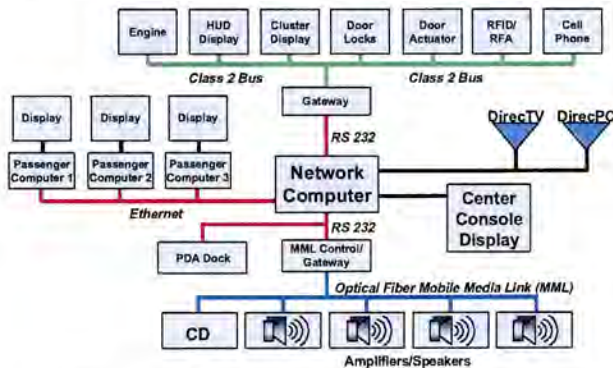 Engine
HUD
Display
Cluster
Display
Door
Locks
Door
Actuator
RFID/
RFA
Cell
Phone
Class 2 Bus
Class 2 Bus
Gateway
Display
Display
Display
RS 232
DirecTV
DirecPC
Passenger
Computer 1
Passenger
Computer 2
Passenger
Computer 3
Network
Computer
Ethernet
Center
Console
Display
RS 232
PDA Dock
MML Control/
Gateway
Optical Fiber Mobile Media Link (MML)
CD
Amplifiers/Speakers